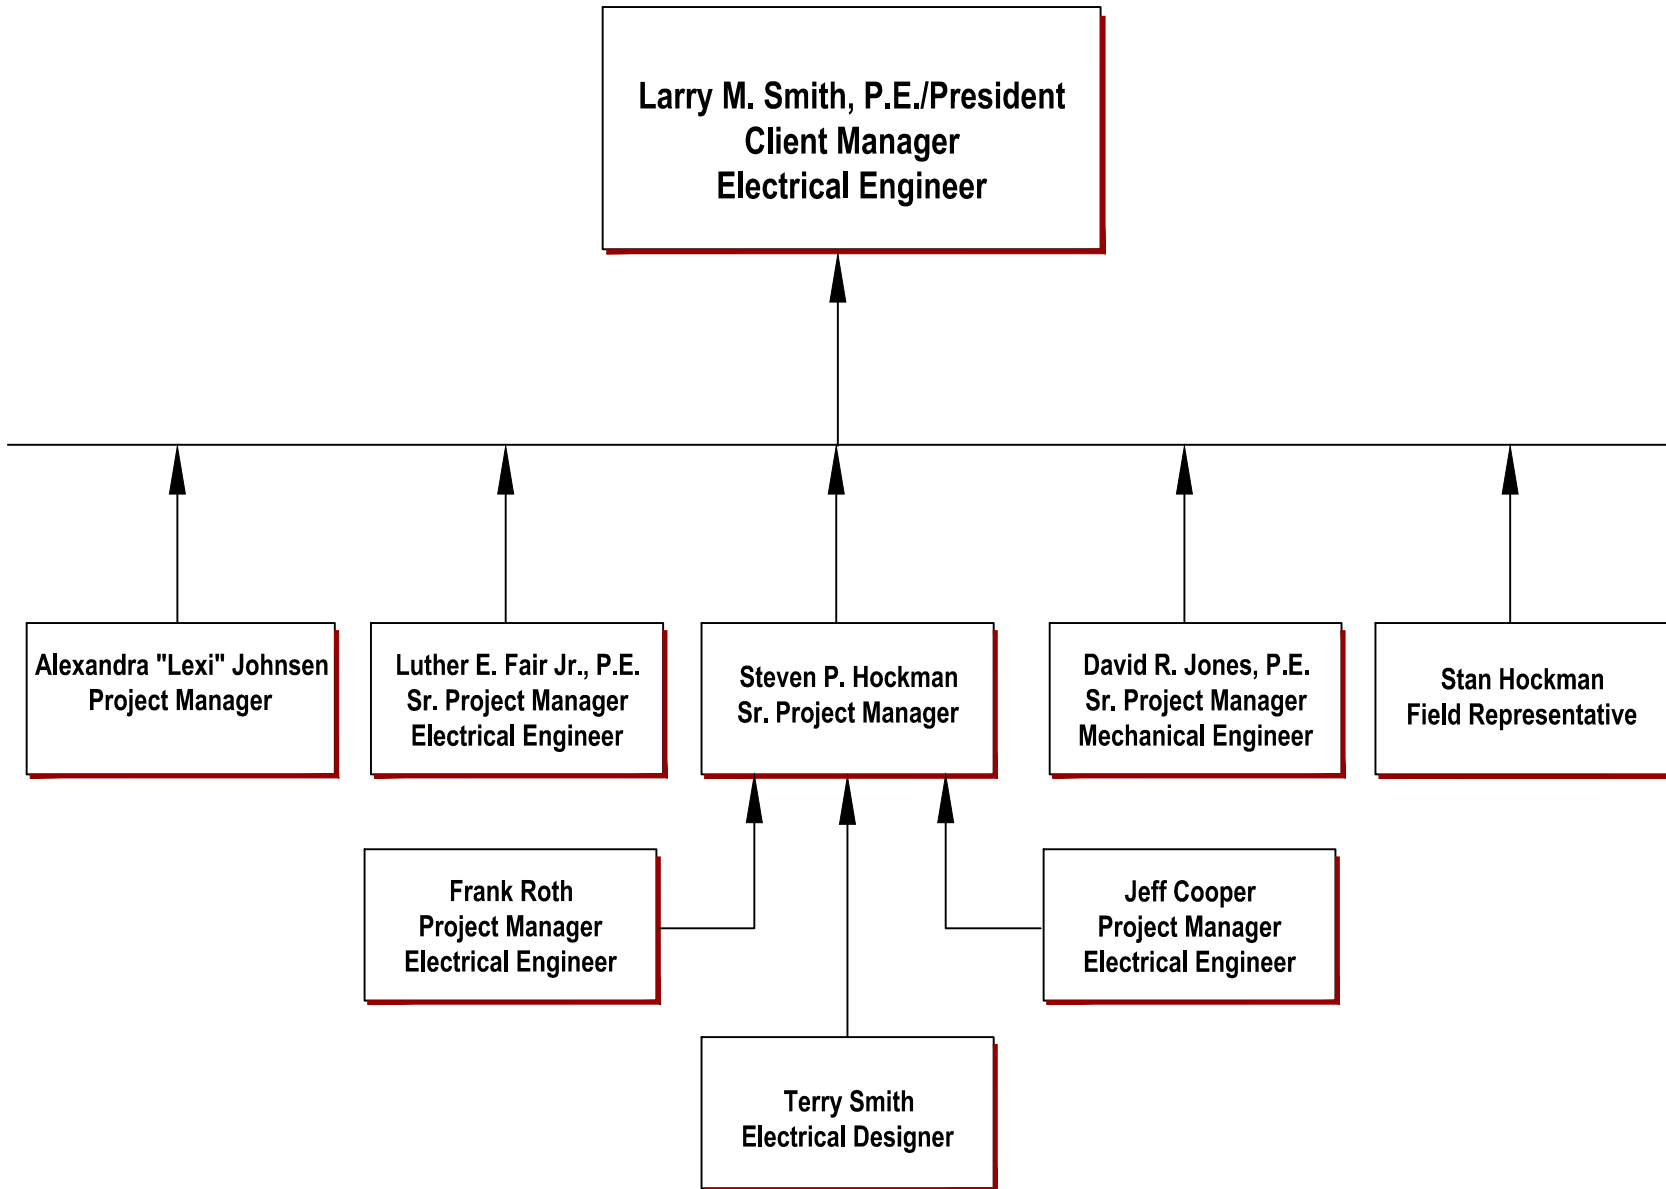 Larry M. Smith, P.E./President
Client Manager
Electrical Engineer
Alexandra "Lexi" Johnsen
Project Manager
Luther E. Fair Jr., P.E.
Sr. Project Manager
Electrical Engineer
Steven P. Hockman
Sr. Project Manager
David R. Jones, P.E.
Sr. Project Manager
Mechanical Engineer
Stan Hockman
Field Representative
Frank Roth
Project Manager
Electrical Engineer
Jeff Cooper
Project Manager
Electrical Engineer
Terry Smith
Electrical Designer